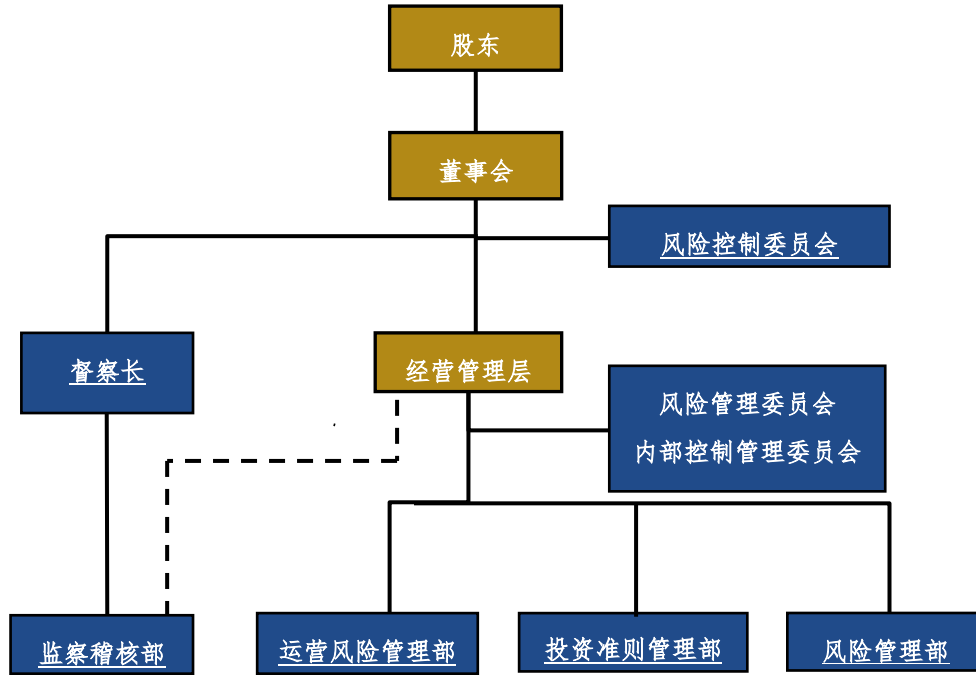 股东
董事会
风险控制委员会
督察长
经营管理层
风险管理委员会
内部控制管理委员会
监察稽核部
运营风险管理部
投资准则管理部
风险管理部